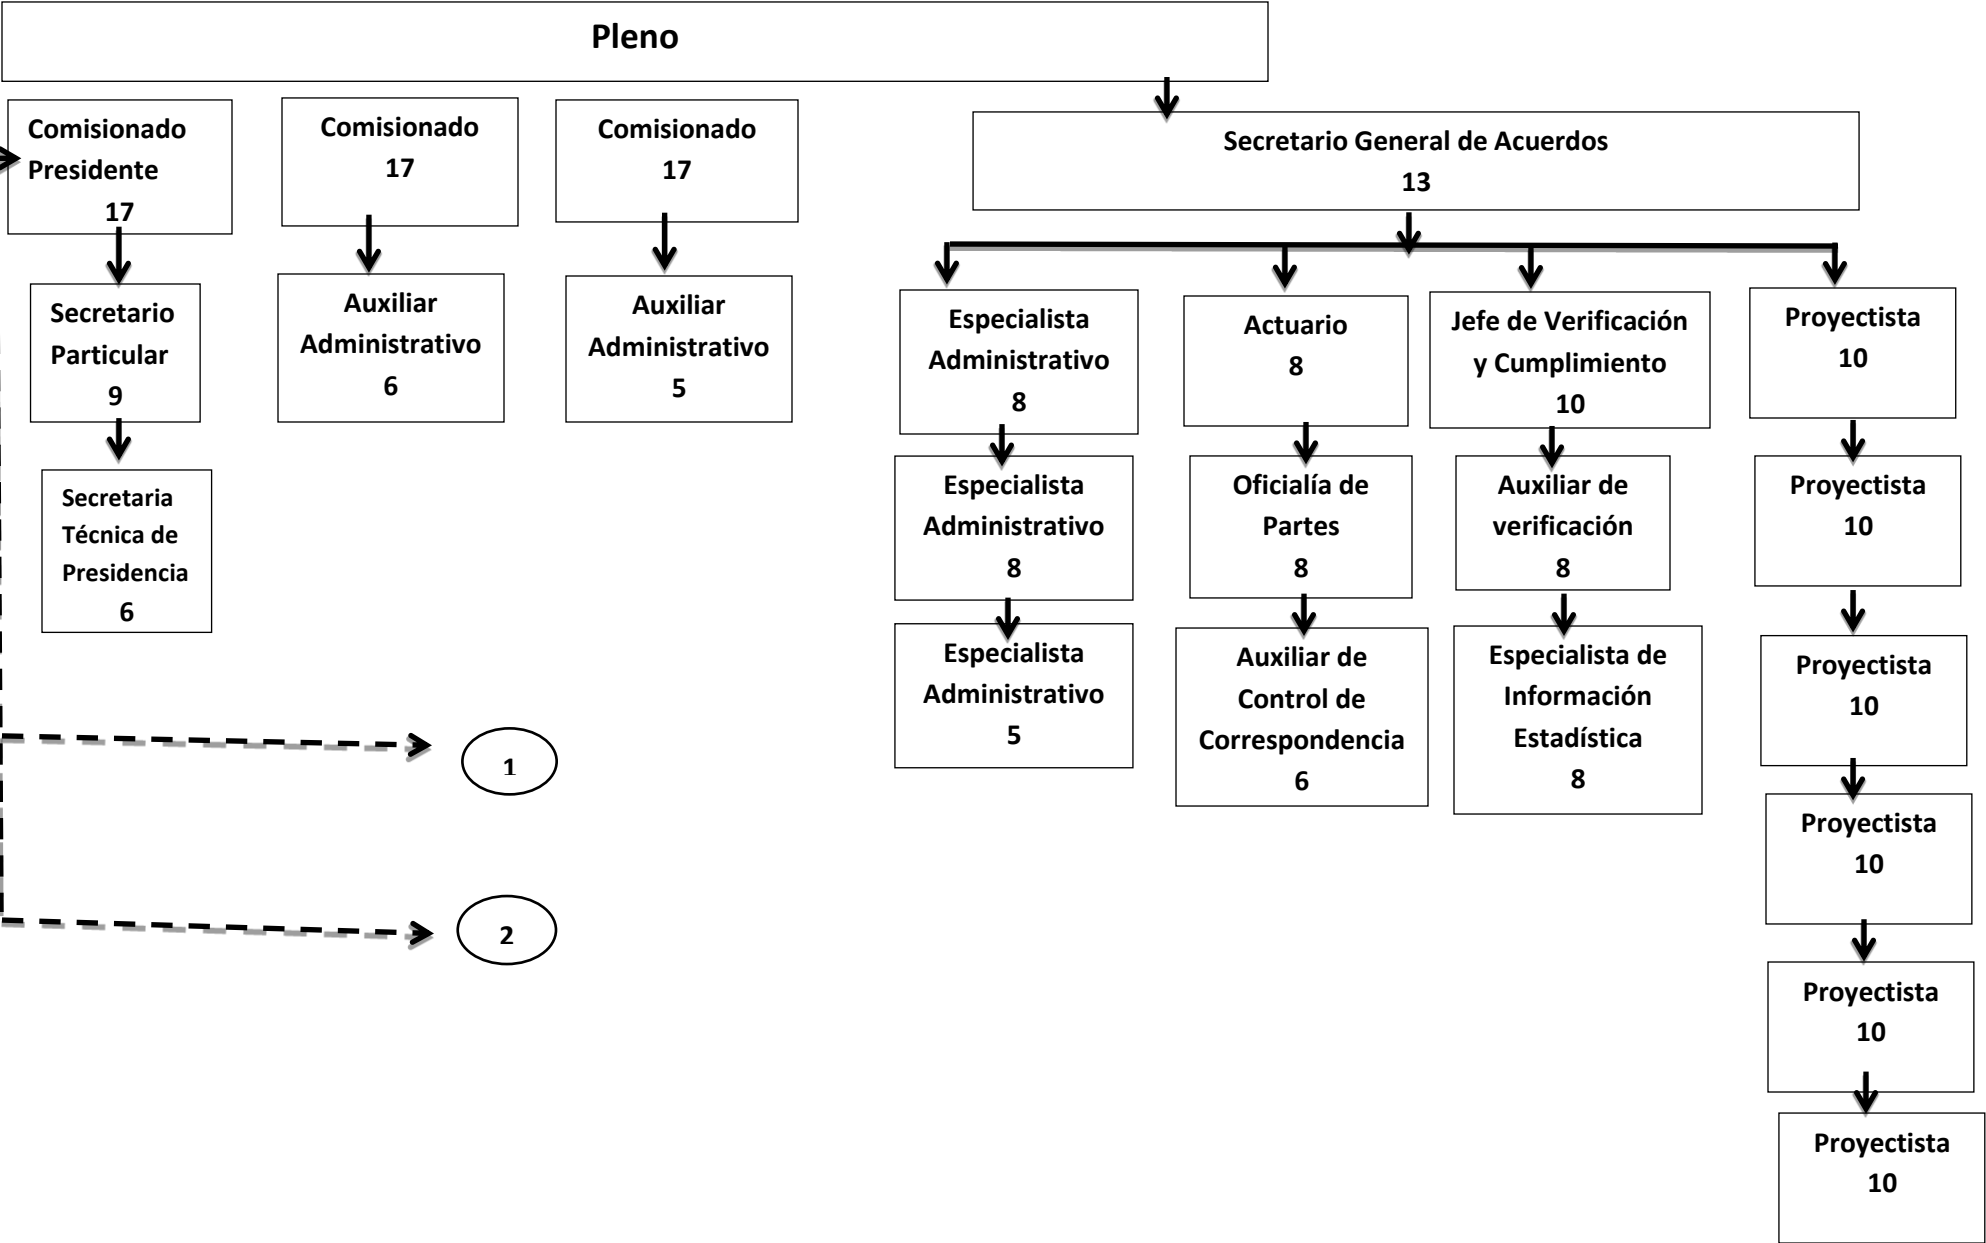 Pleno
Comisionado
Presidente
17
Comisionado
17
Comisionado
17
Secretario General de Acuerdos
13
Secretario
Particular
9
Auxiliar
Administrativo
6
Auxiliar
Administrativo
5
Especialista
Administrativo
8
Actuario
8
Jefe de Verificación
y Cumplimiento
10
Proyectista
10
Secretaria
Técnica de
Presidencia
6
Especialista
Administrativo
8
Oficialía de
Partes
8
Auxiliar de
verificación
8
Proyectista
10
Especialista
Administrativo
5
Auxiliar de
Control de
Correspondencia
6
Especialista de
Información
Estadística
8
Proyectista
10
1
Proyectista
10
2
Proyectista
10
Proyectista
10